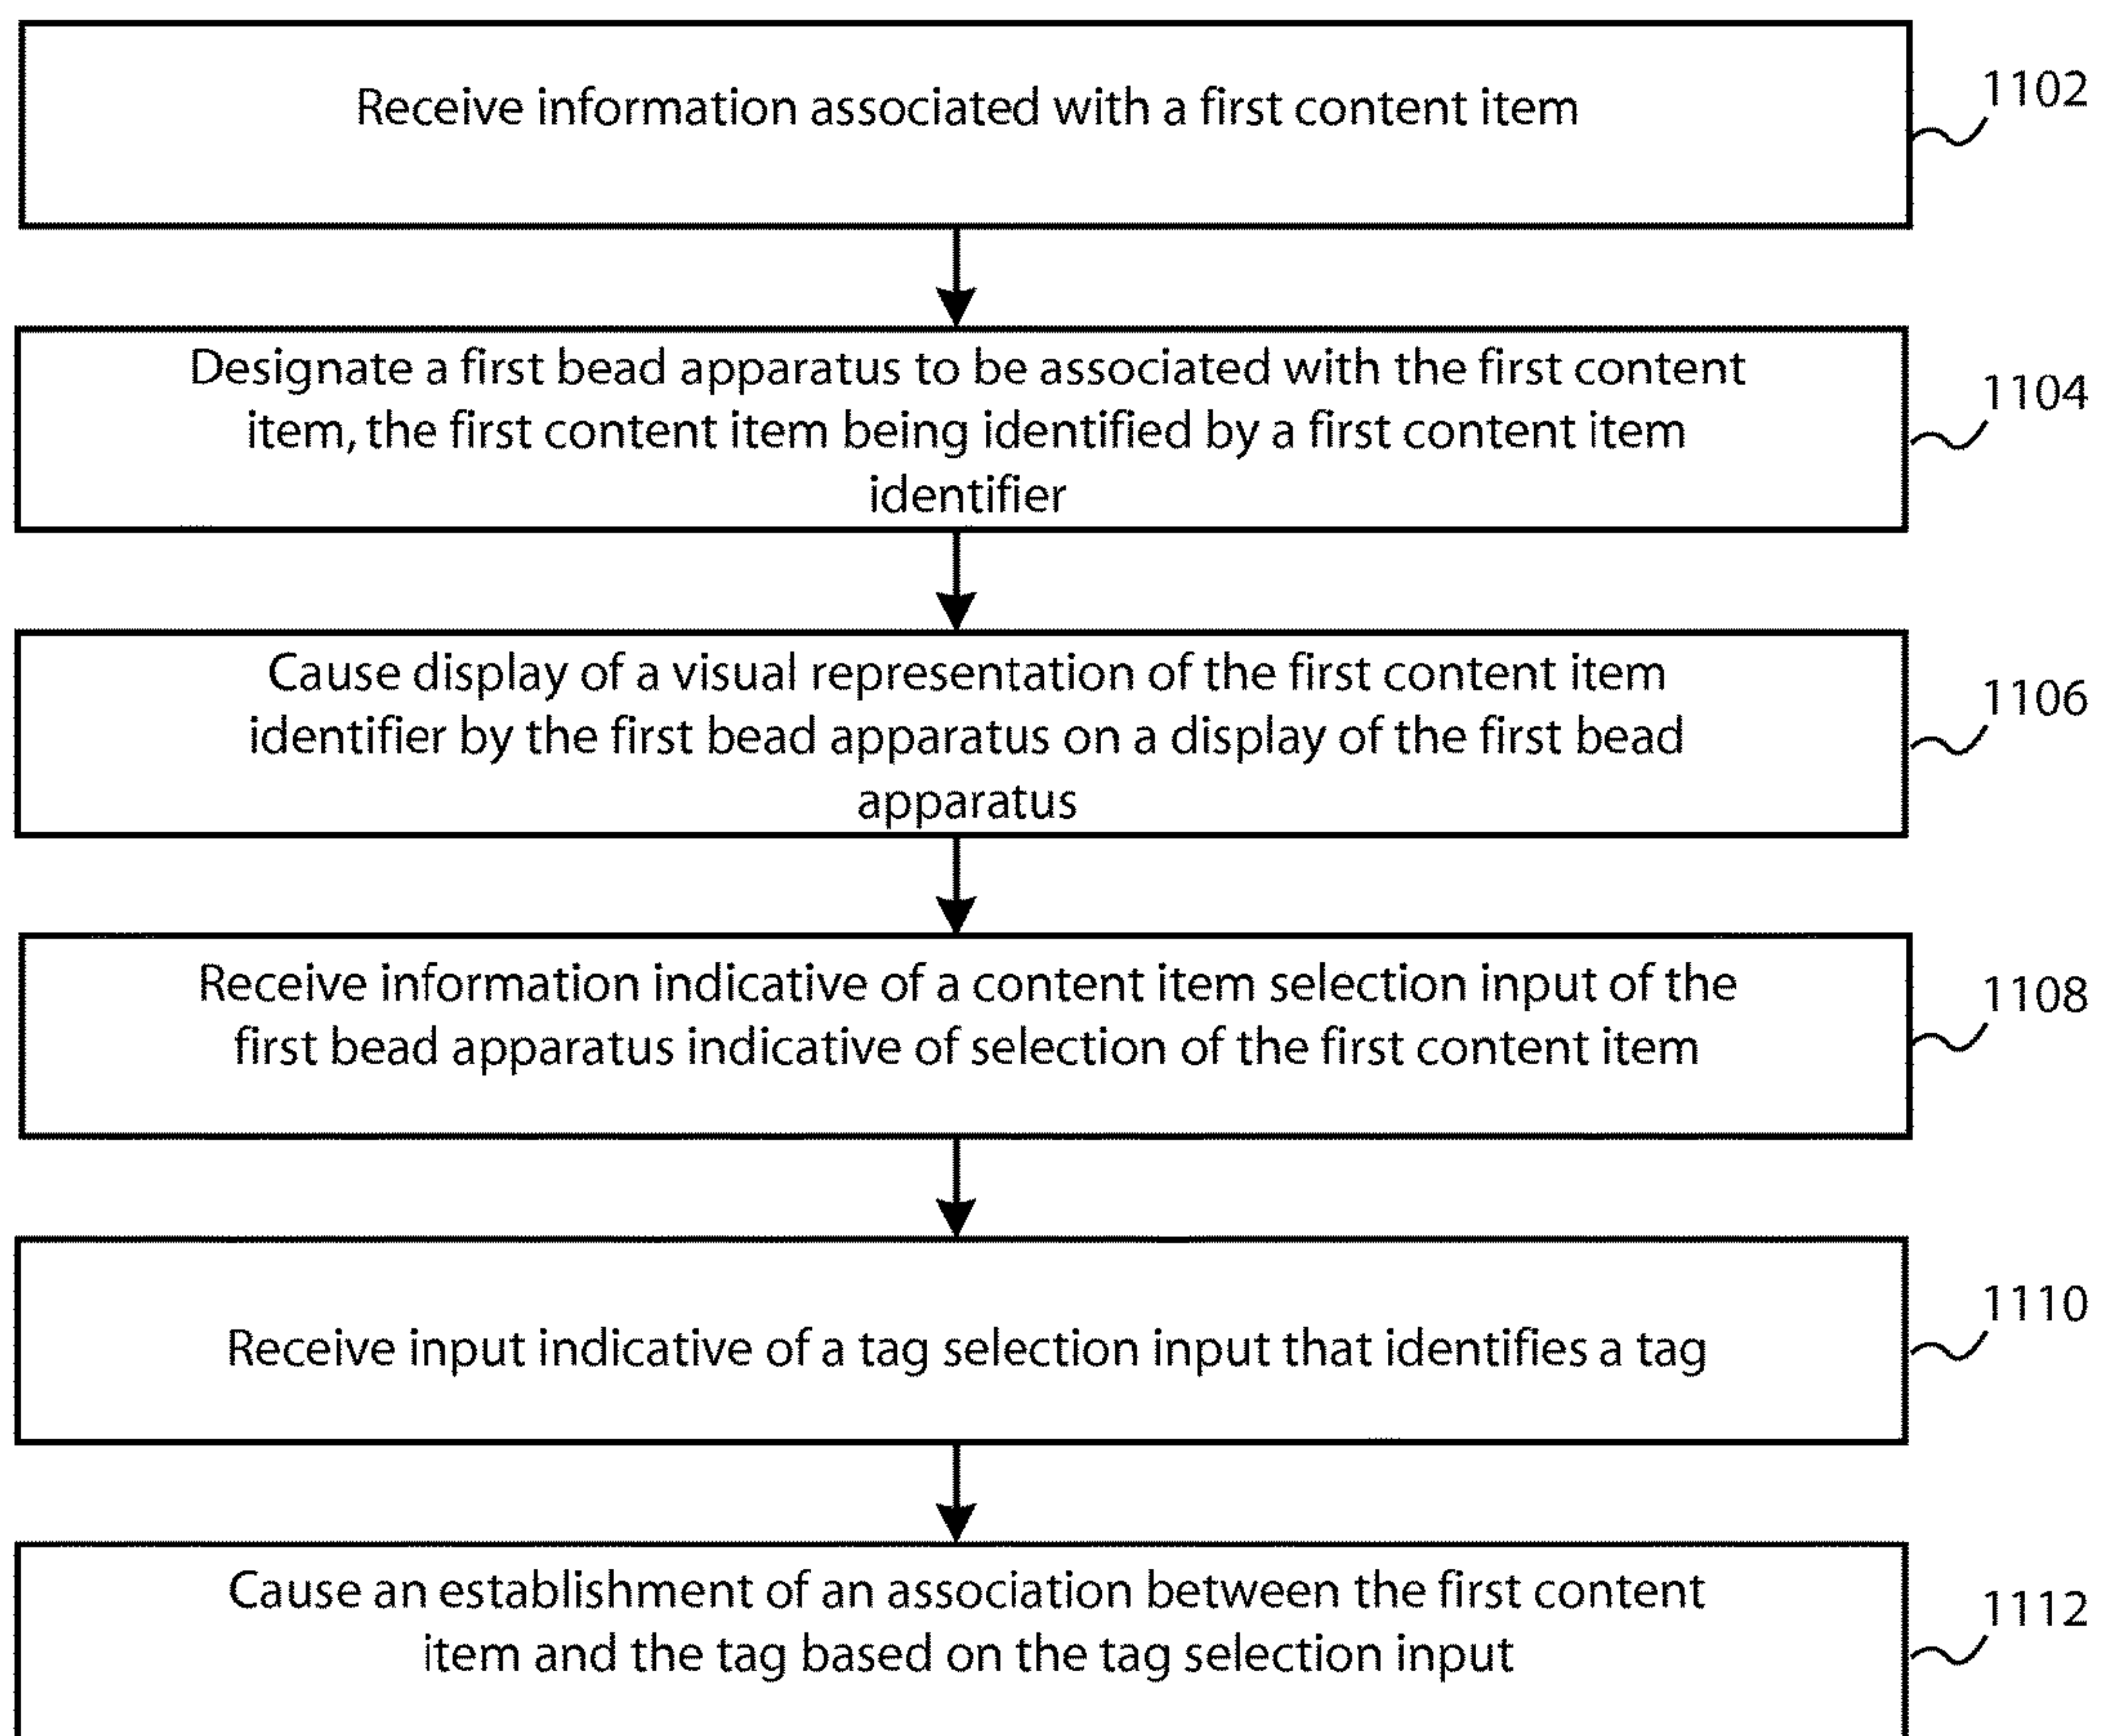 Receive information associated with a first content item
1102
Designate a first bead apparatus to be associated with the first content
item, the first content item being identified by a first content item
identifier
1104
Cause display of a visual representation of the first content item
identifier by the first bead apparatus on a display of the first bead
apparatus
1106
Receive information indicative of a content item selection input of the
first bead apparatus indicative of selection of the first content item
1108
Receive input indicative of a tag selection input that identifies a tag
1110
Cause an establishment of an association between the first content
item and the tag based on the tag selection input
1112